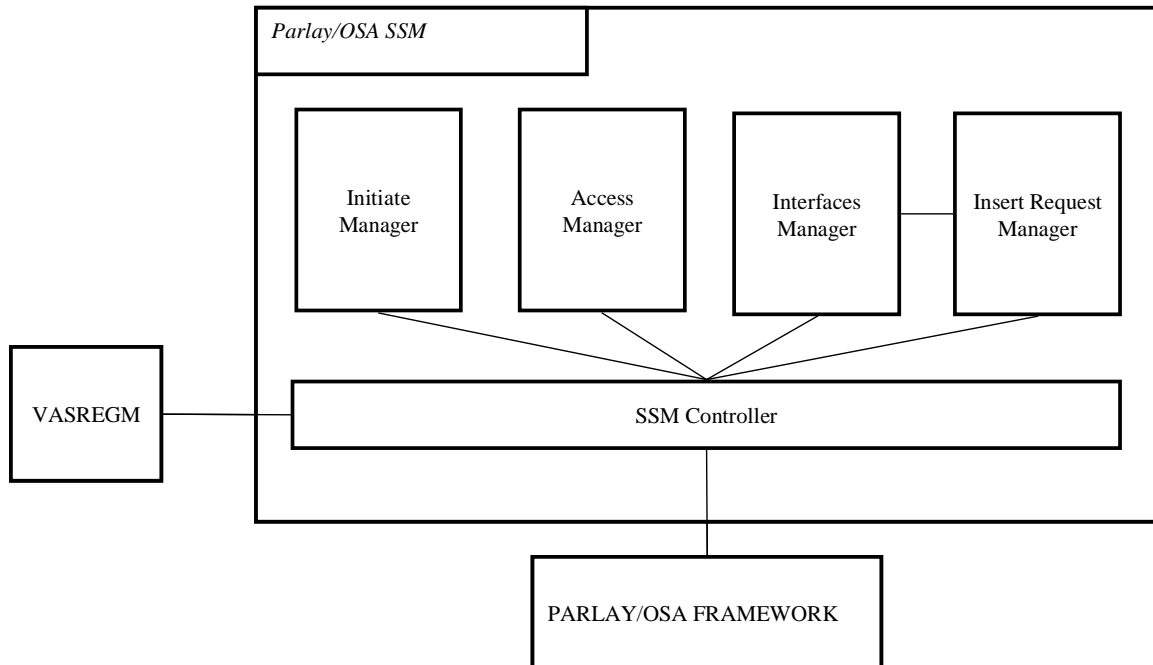 Parlay/OSA SSM
Initiate
Manager
Access
Manager
Interfaces
Manager
Insert Request
Manager
VASREGM
SSM Controller
PARLAY/OSA FRAMEWORK